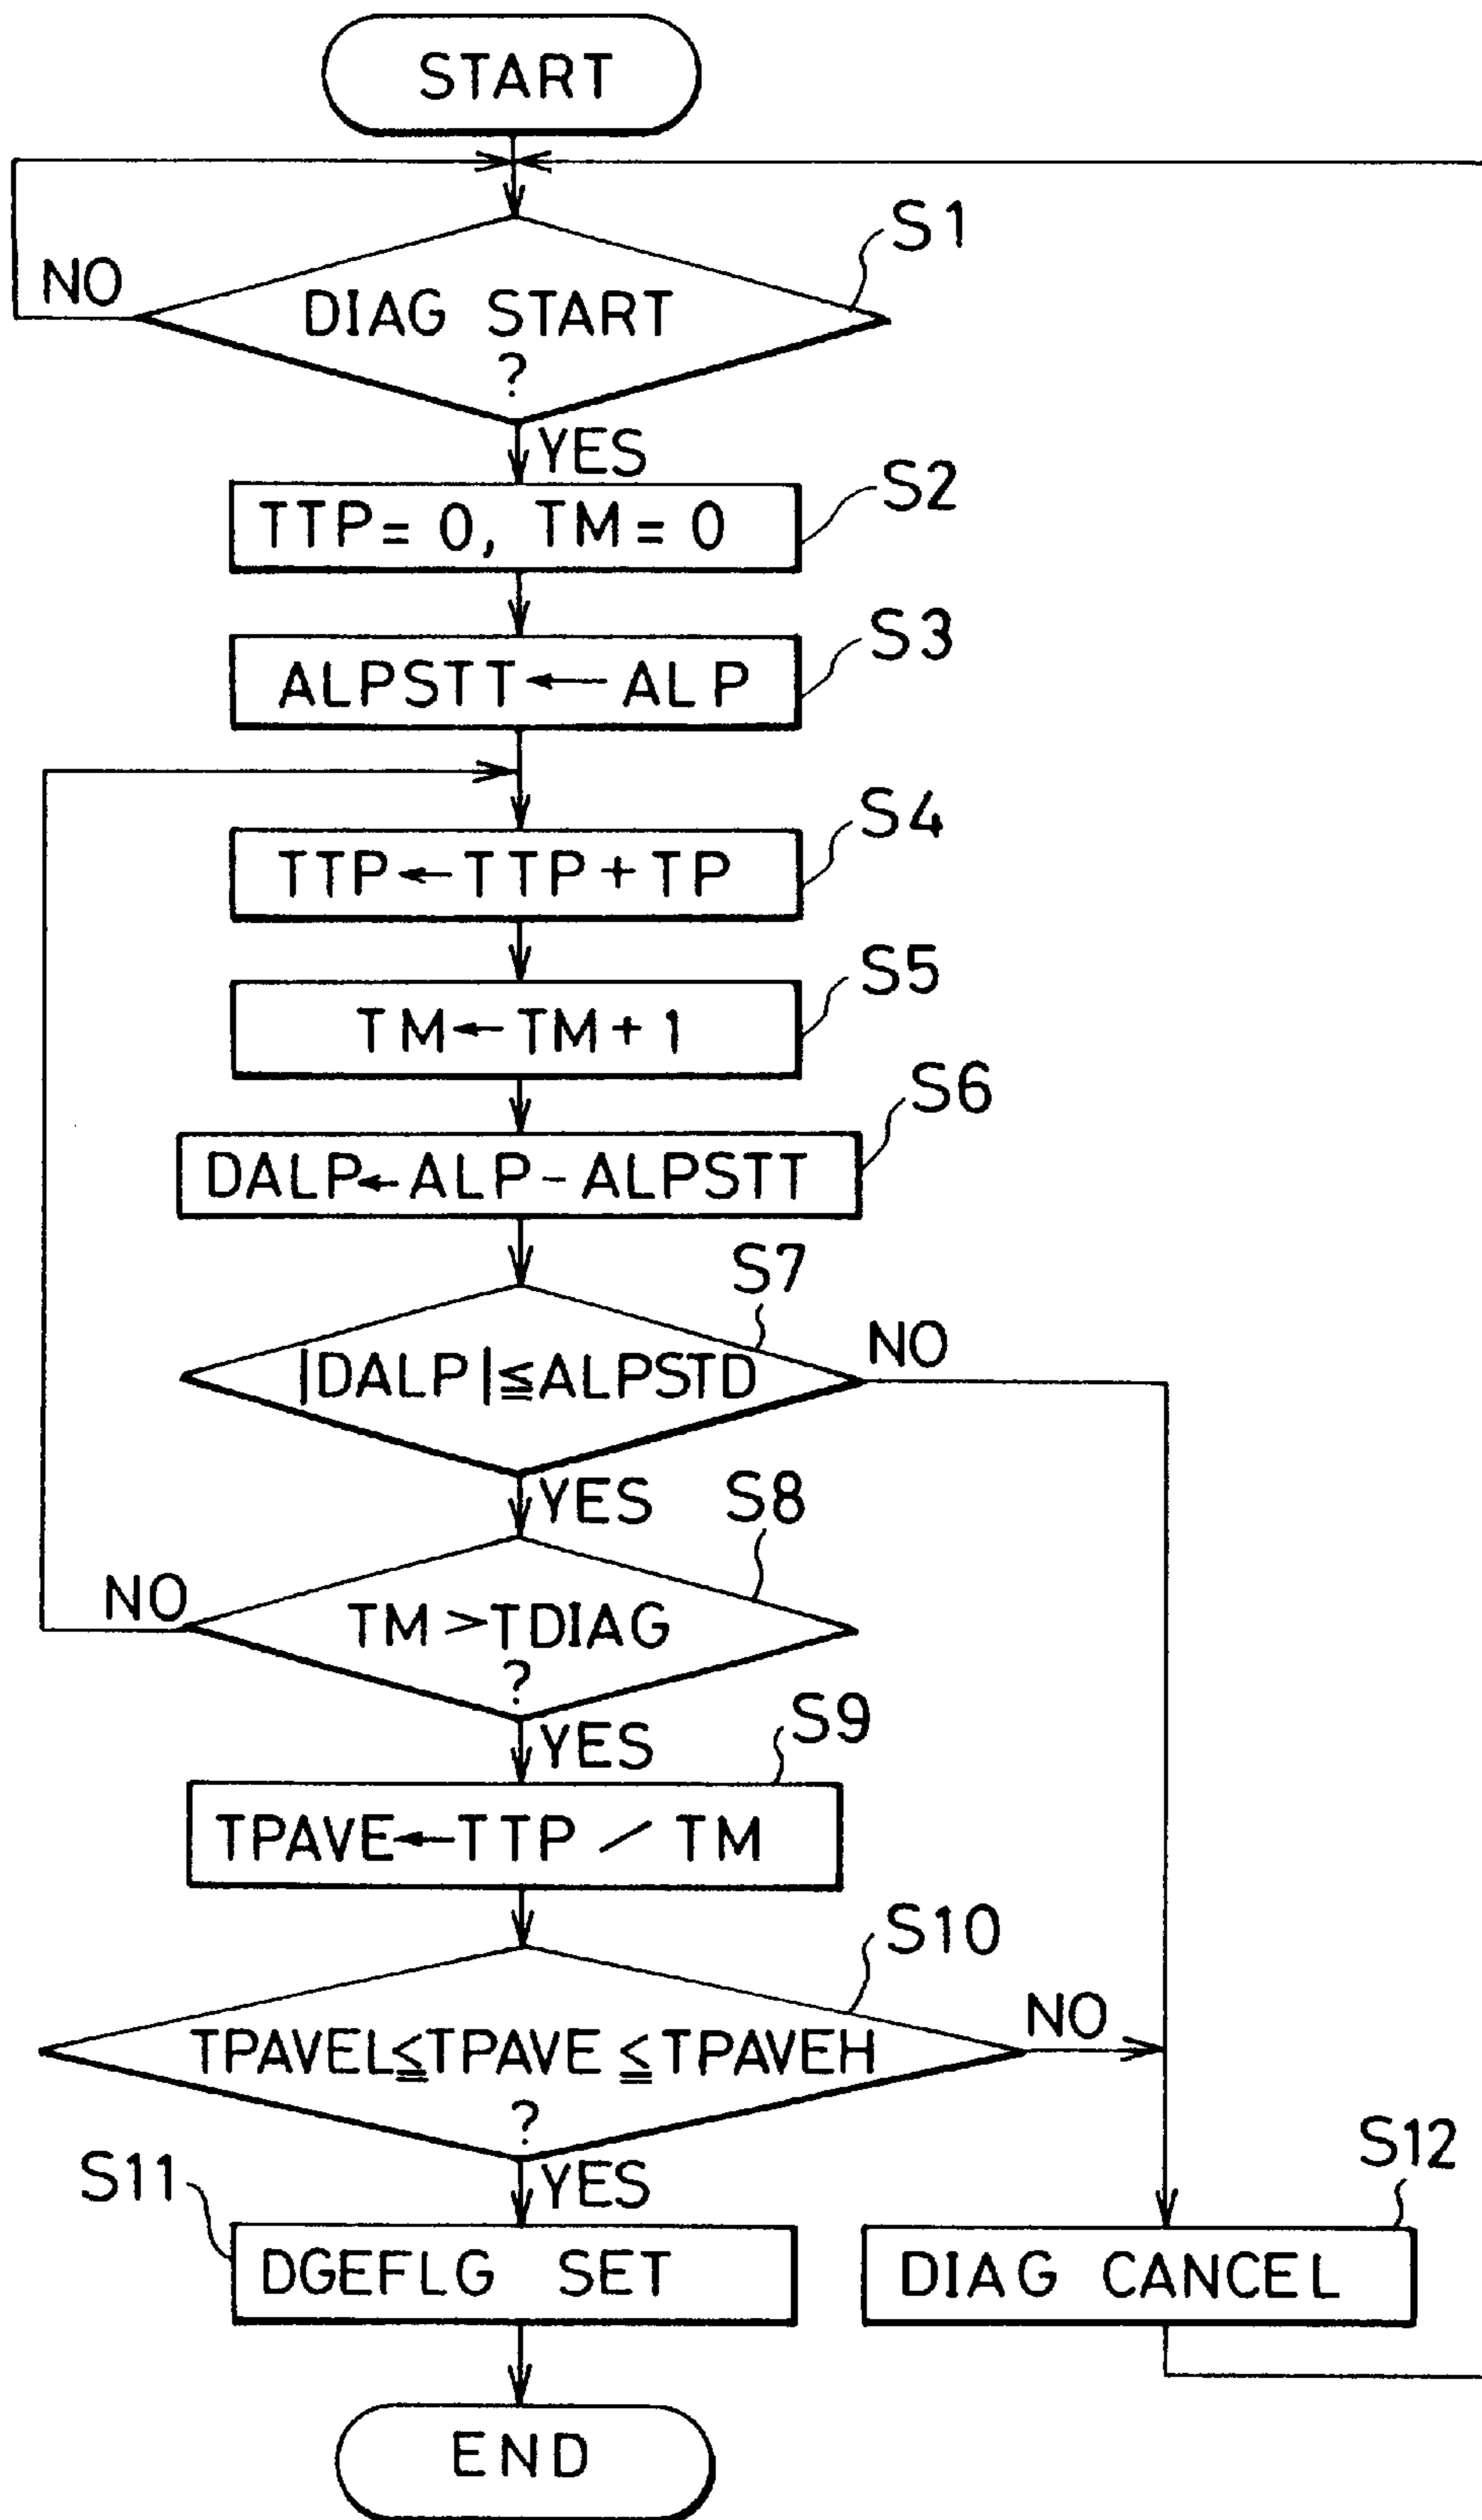 START
S1
NO
DIAG START
?
YES
S2
TTP = 0, TM = 0
S3
ALPSTT ← ALP
S4
TTP ← TTP + TP
S5
TM ← TM + 1
S6
DALP ← ALP - ALPSTT
S7
NO
|DALP| ≦ ALPSTD
YES
S8
NO
TM > TDIAG
?
S9
YES
TPAVE ← TTP / TM
S10
NO
TPAVEL ≦ TPAVE ≦ TPAVEH
?
S11
YES
S12
DGEFLG SET
DIAG CANCEL
END